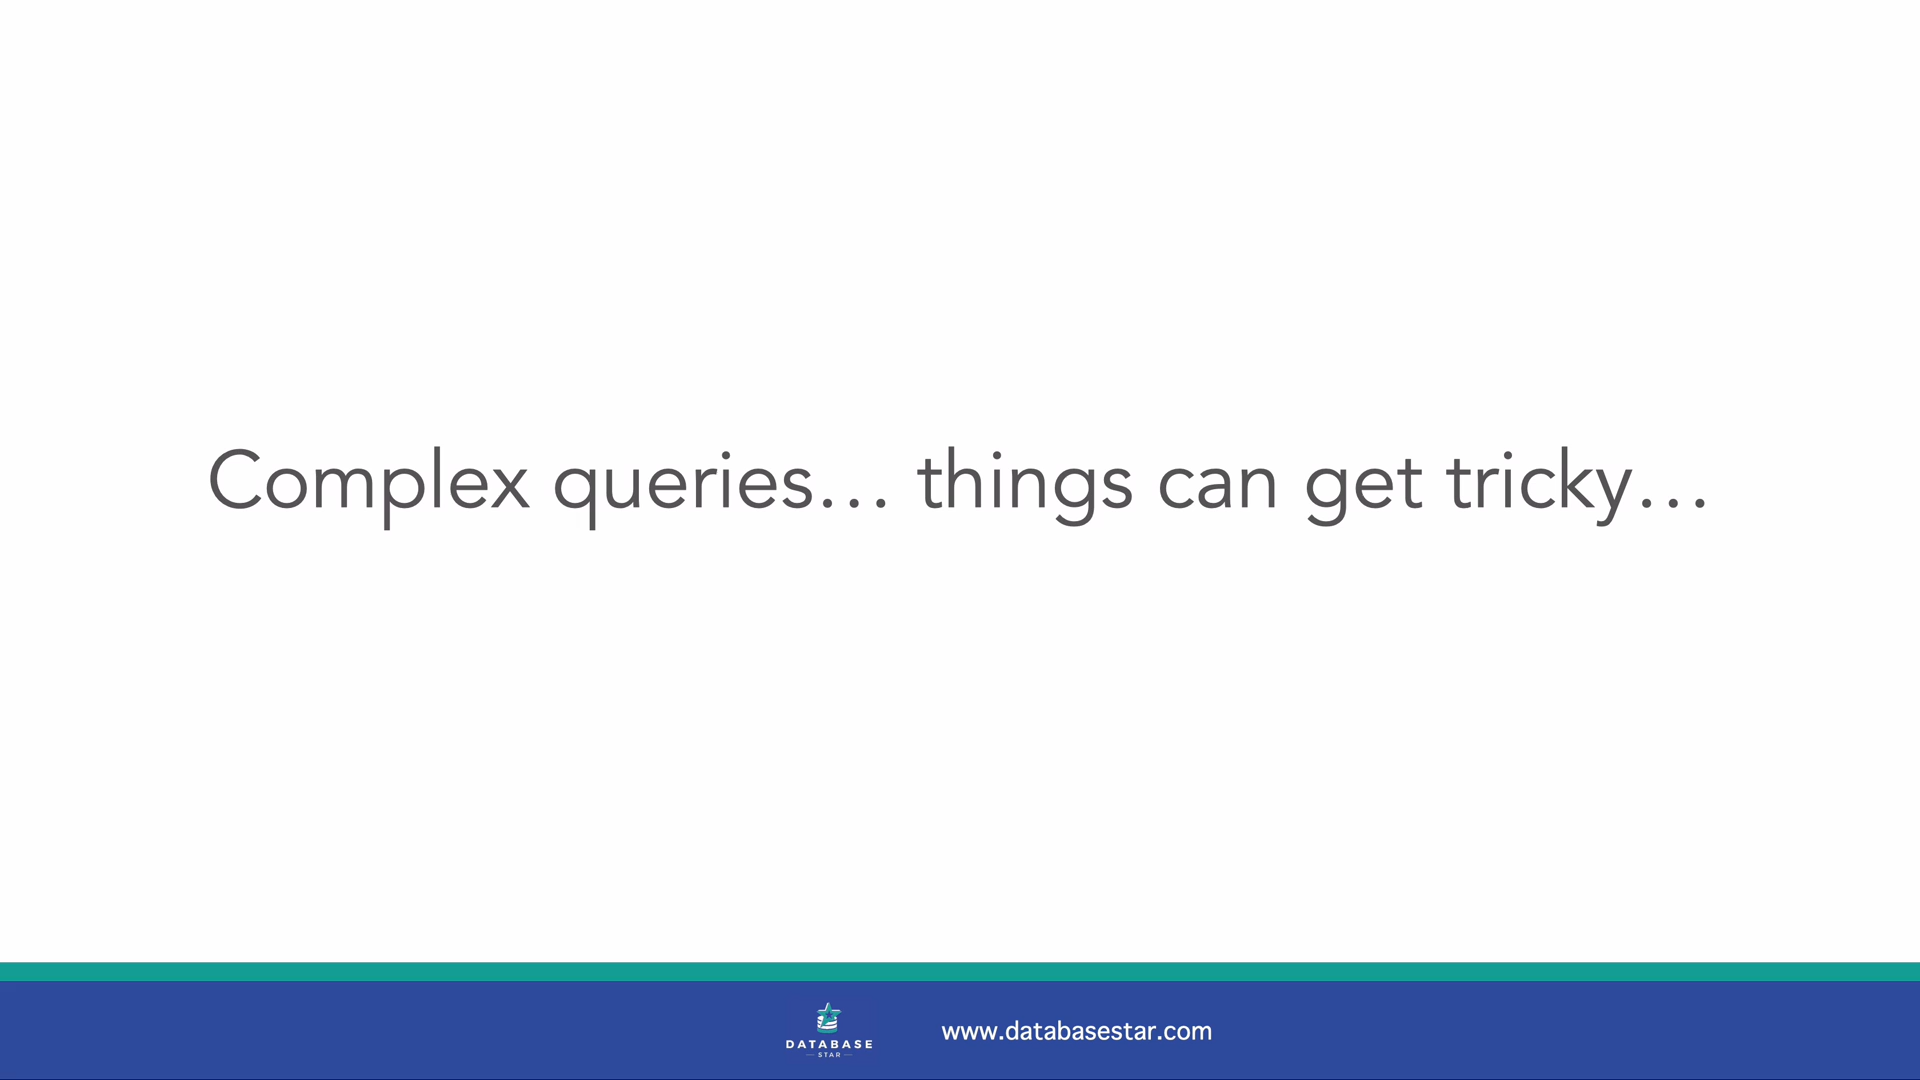 Complex queries… things can get tricky…
DATABASE
STAR
www.databasestar.com